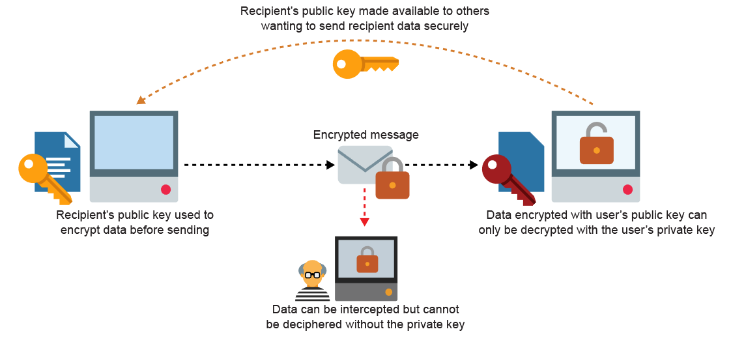 Recipient's public key made available to others
wanting to send recipient data securely
Encrypted message
Recipient's public key used to
encrypt data before sending
Data encrypted with user's public key can
only be decrypted with the user's private key
Data can be intercepted but cannot
be deciphered without the private key